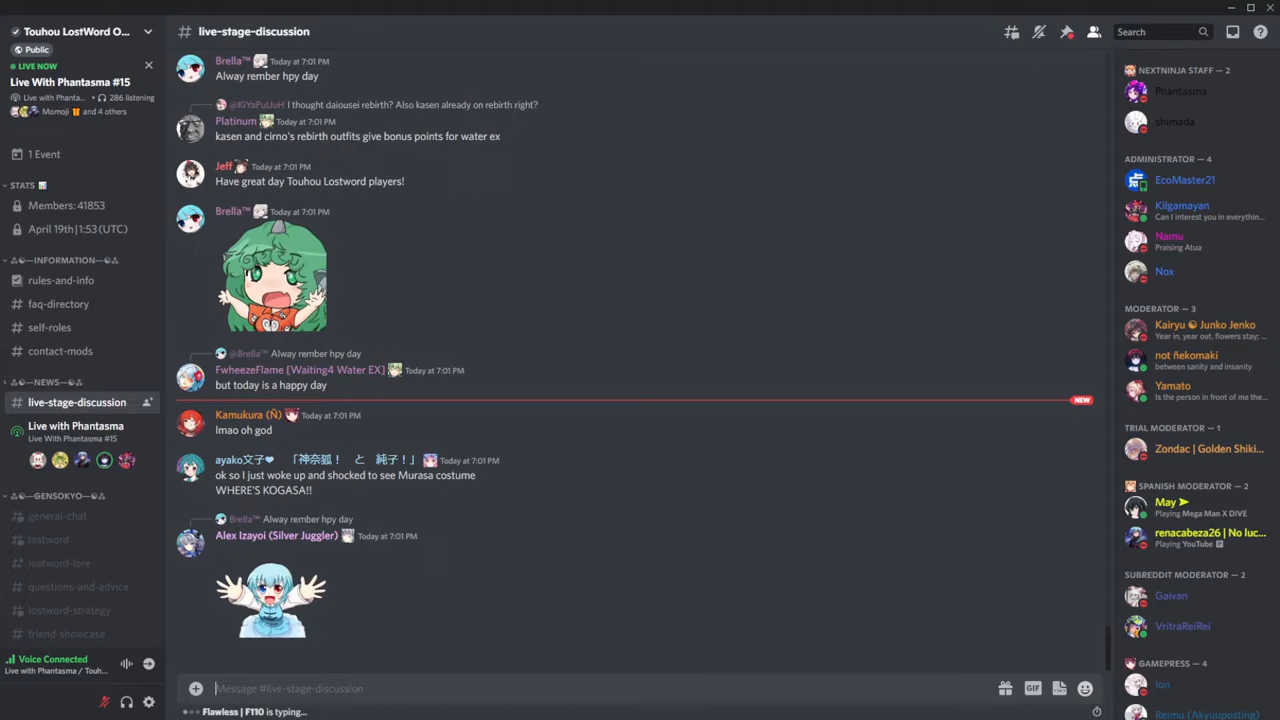 Touhou LostWord O...
Public
LIVE NOW
Live With Phantasma #15
Live with Phanta... · 286 listening
Momoji and 4 others
1 Event
STATS
Members: 41853
April 19th|1:53 (UTC)
INFORMATION
rules-and-info
faq-directory
self-roles
contact-mods
NEWS
live-stage-discussion
Live with Phantasma
Live With Phantasma #15
GENSOKYO
general-chat
lostword
lostword-lore
questions-and-advice
lostword-strategy
friend-showcase
Voice Connected
Live with Phantasma / Touh...
# live-stage-discussion
Search
Brella™ Today at 7:01 PM
Alway rember hpy day
@KiYaPuUuH I thought daiousei rebirth? Also kasen already on rebirth right?
Platinum Today at 7:01 PM
kasen and cirno's rebirth outfits give bonus points for water ex
Jeff Today at 7:01 PM
Have great day Touhou Lostword players!
Brella™ Today at 7:01 PM
@Brella™ Alway rember hpy day
FwheezeFlame [Waiting4 Water EX] Today at 7:01 PM
but today is a happy day
NEW
Kamukura (Ñ) Today at 7:01 PM
lmao oh god
ayako文子❤ 「神奈狐！ と 純子！」 Today at 7:01 PM
ok so I just woke up and shocked to see Murasa costume
WHERE'S KOGASA!!
Brella™ Alway rember hpy day
Alex Izayoi (Silver Juggler) Today at 7:01 PM
Message #live-stage-discussion
GIF
Flawless | F110 is typing...
NEXTNINJA STAFF — 2
Phantasma
shimada
ADMINISTRATOR — 4
EcoMaster21
Kilgamayan
Can I interest you in everythin...
Namu
Praising Atua
Nox
MODERATOR — 3
Kairyu ☯ Junko Jenko
Year in, year out, flowers stay; ...
not ñekomaki
between sanity and insanity
Yamato
Is the person in front of me the...
TRIAL MODERATOR — 1
Zondac | Golden Shiki...
SPANISH MODERATOR — 2
May ➤
Playing Mega Man X DiVE
renacabeza26 | No luc...
Playing YouTube
SUBREDDIT MODERATOR — 2
Gaivan
VritraReiRei
GAMEPRESS — 4
Ion
Reimu (Akyuuposting)